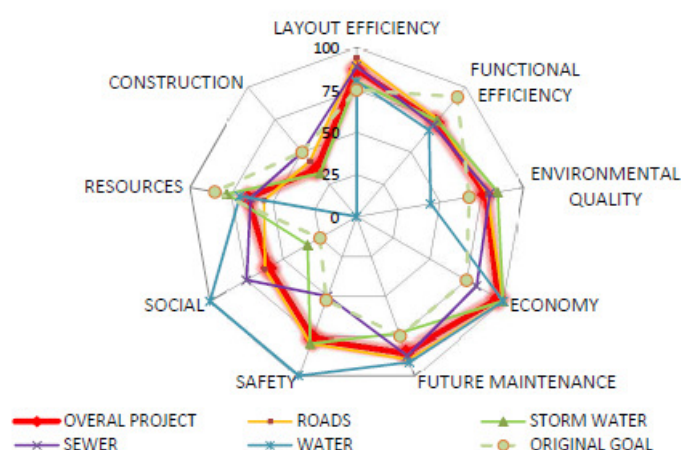 LAYOUT EFFICIENCY
100
CONSTRUCTION
FUNCTIONAL
EFFICIENCY
75
50
25
RESOURCES
ENVIRONMENTAL
QUALITY
0
SOCIAL
ECONOMY
SAFETY
FUTURE MAINTENANCE
OVERAL PROJECT
ROADS
STORM WATER
SEWER
WATER
ORIGINAL GOAL